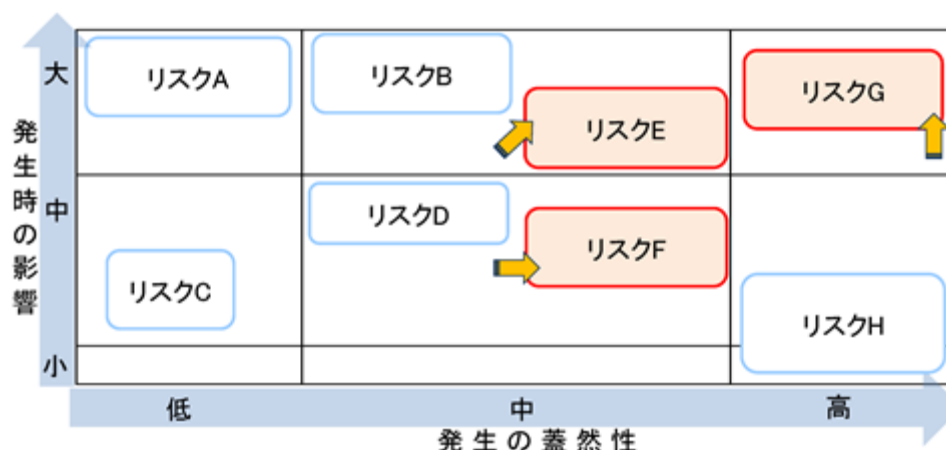 大
中
小
発生時の影響
リスクA
リスクB
リスクE
リスクG
リスクD
リスクF
リスクC
リスクH
低
中
高
発生の蓋然性